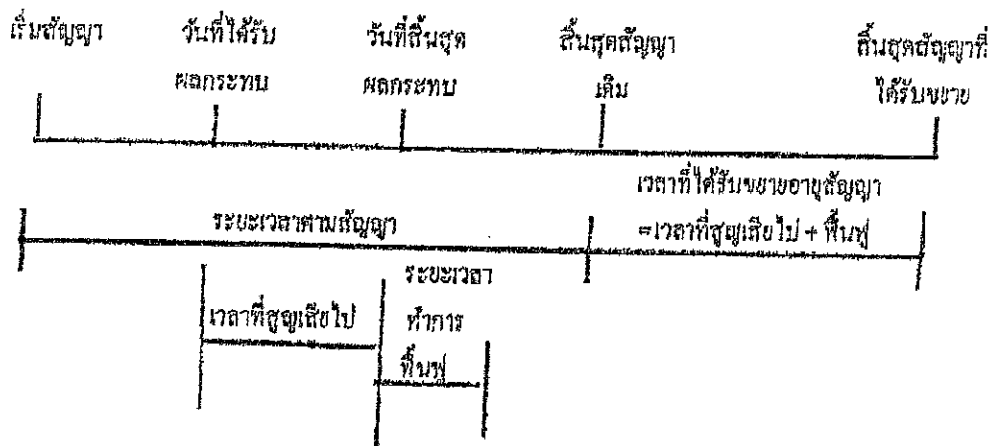 เริ่มสัญญา วันที่ได้รับ วันที่สิ้นสุด สิ้นสุดสัญญา สิ้นสุดสัญญาที่
ผลกระทบ ผลกระทบ เดิม ได้รับขยาย
เวลาที่ได้รับขยายอายุสัญญา
ระยะเวลาตามสัญญา =เวลาที่สูญเสียไป + ฟื้นฟู
ระยะเวลา
เวลาที่สูญเสียไป ทำการ
ฟื้นฟู